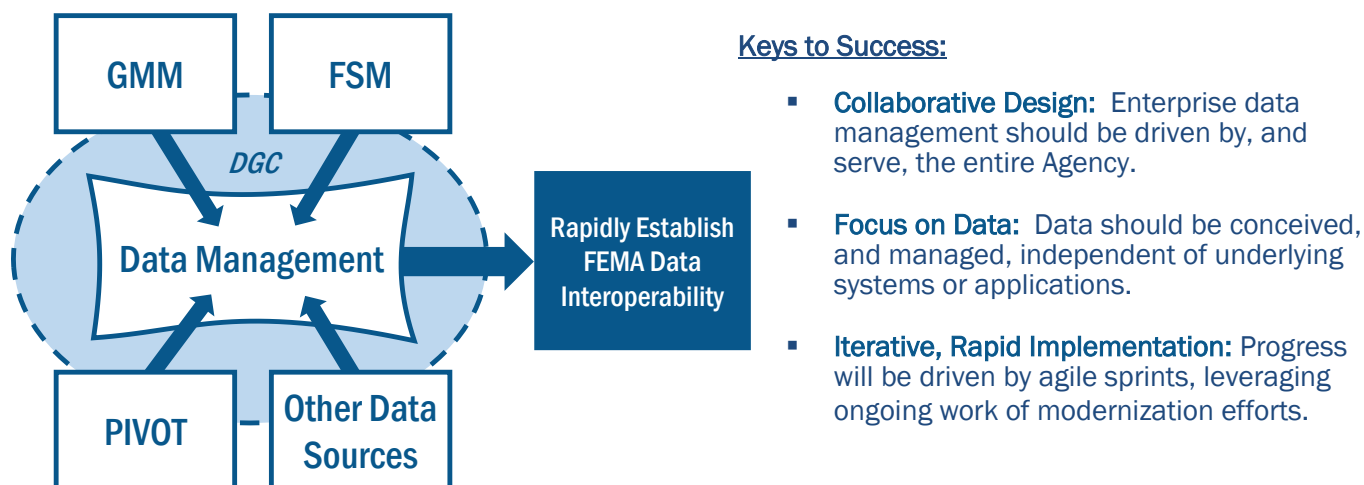 GMM
FSM
DGC
Data Management
PIVOT
Other Data
Sources
Rapidly Establish
FEMA Data
Interoperability
Keys to Success:
▪ Collaborative Design: Enterprise data
management should be driven by, and
serve, the entire Agency.
▪ Focus on Data: Data should be conceived,
and managed, independent of underlying
systems or applications.
▪ Iterative, Rapid Implementation: Progress
will be driven by agile sprints, leveraging
ongoing work of modernization efforts.